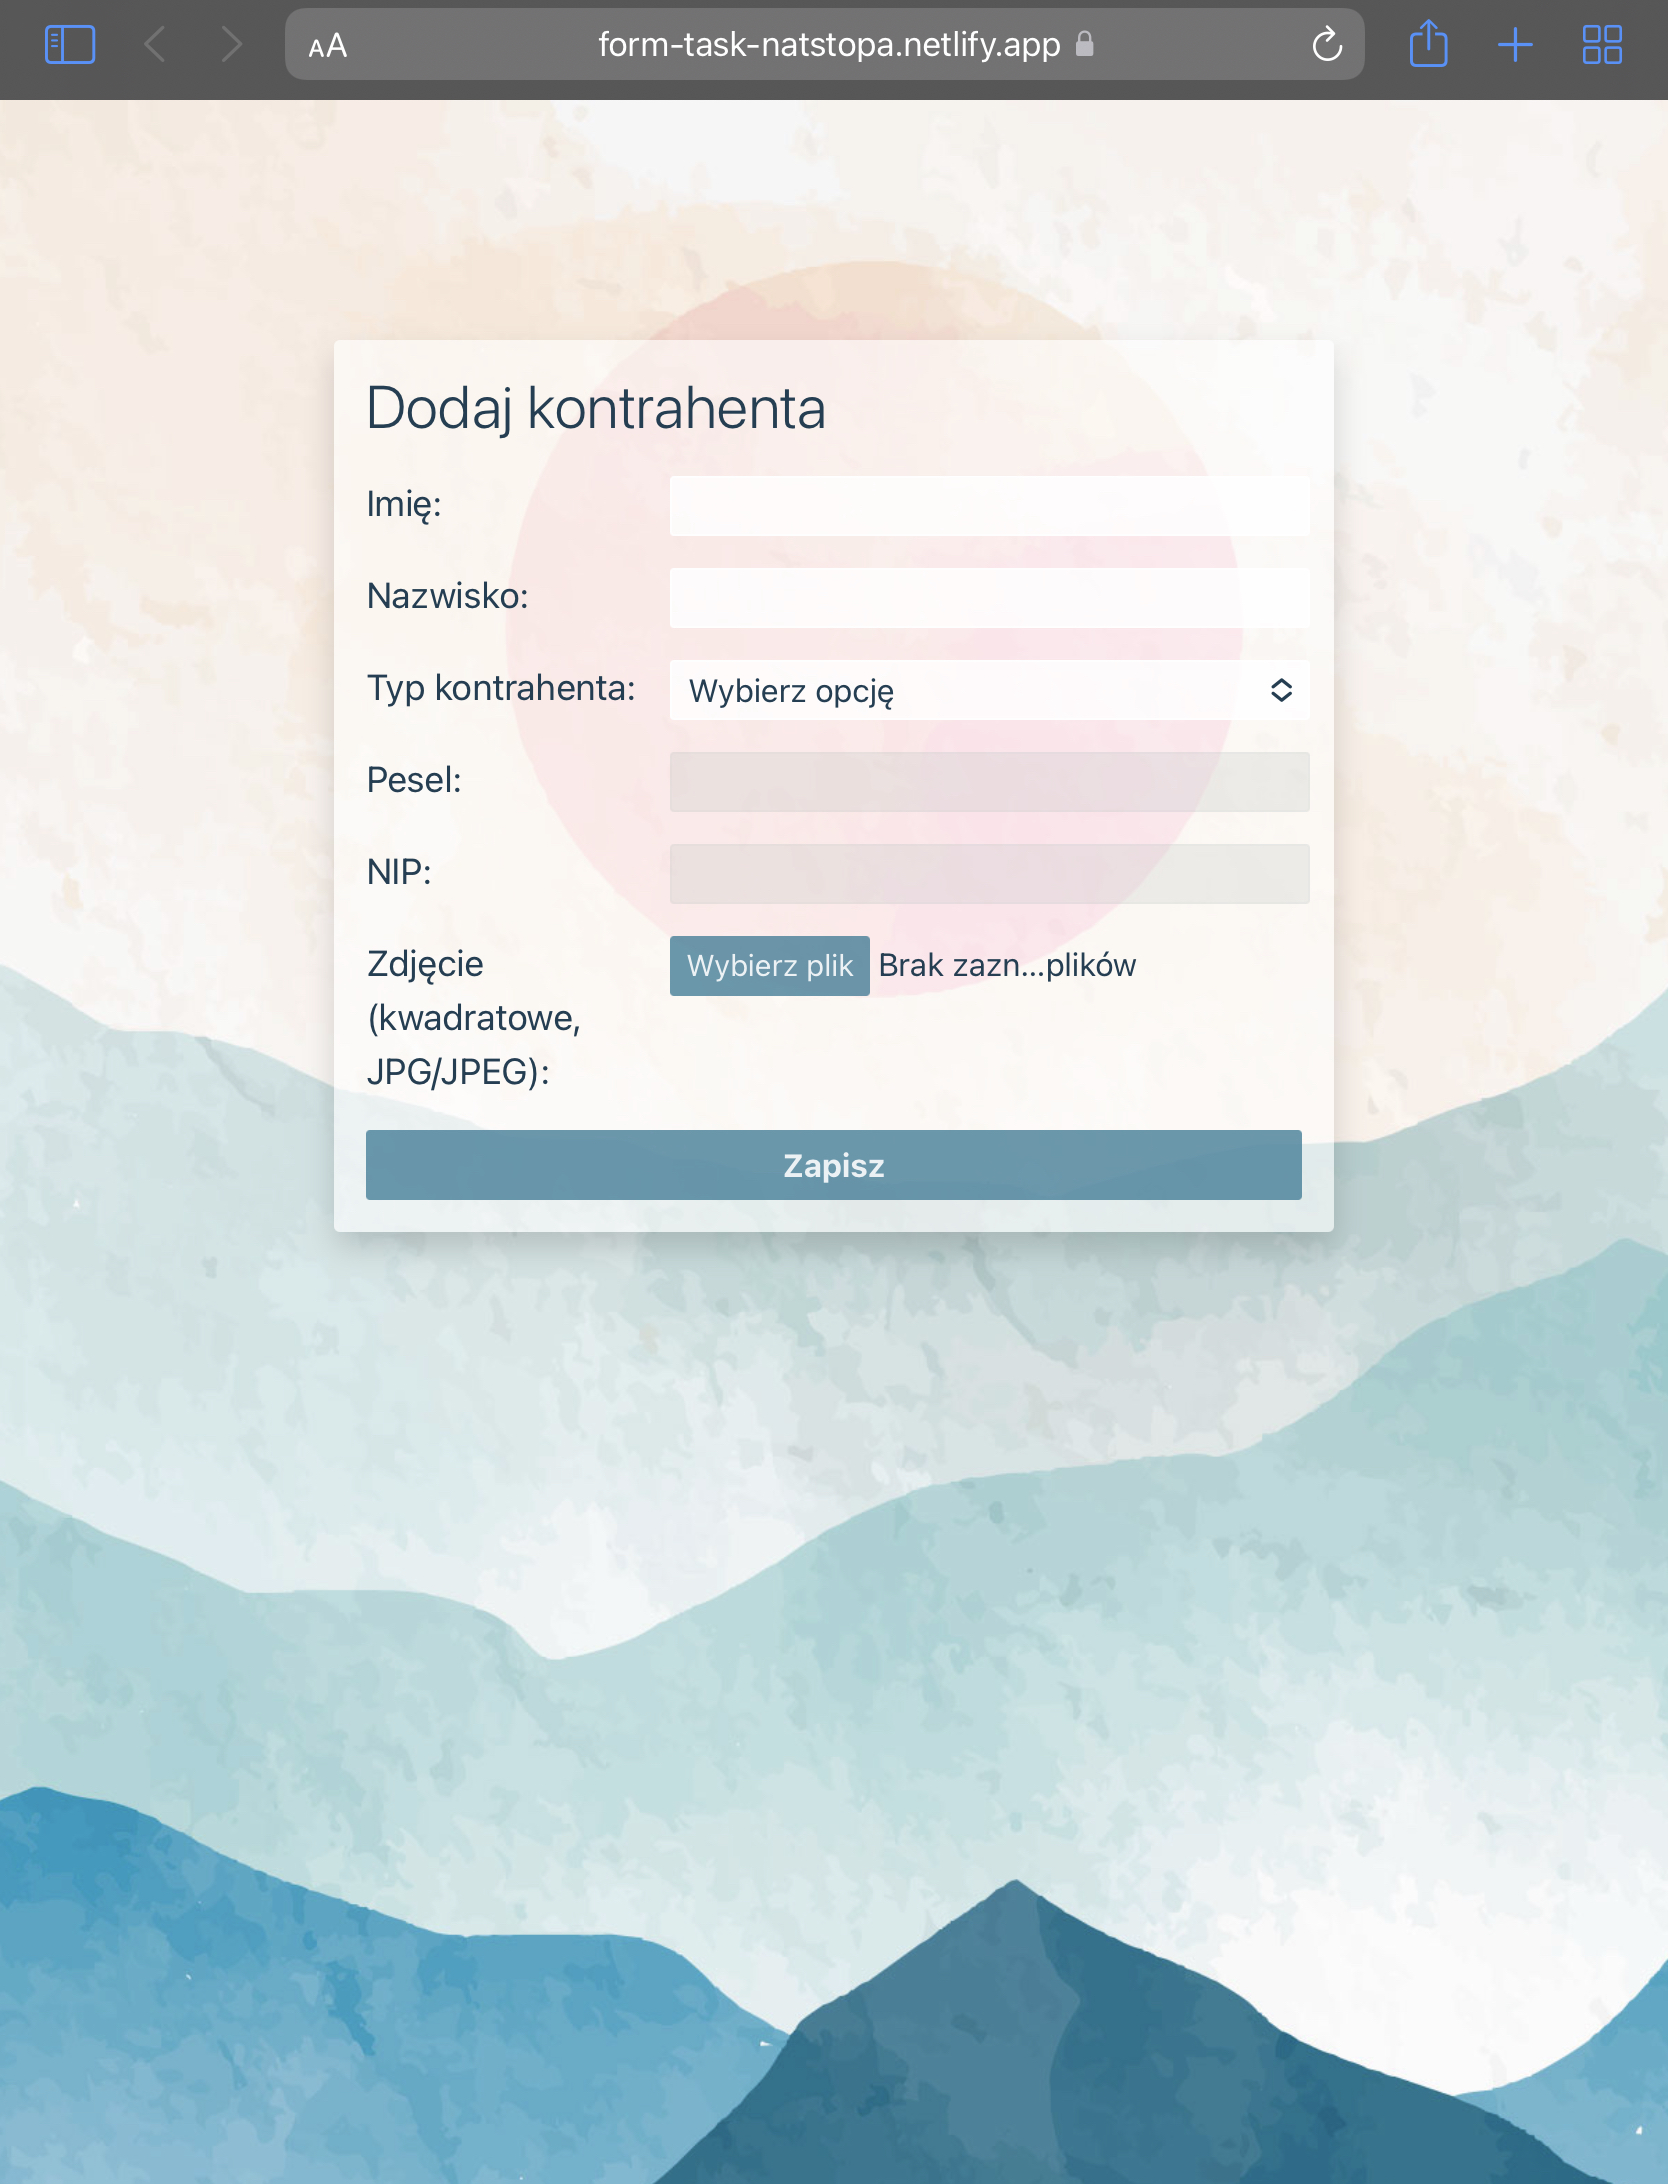 AA
form-task-natstopa.netlify.app
Dodaj kontrahenta
Imię:
Nazwisko:
Typ kontrahenta:
Wybierz opcję
Pesel:
NIP:
Zdjęcie
(kwadratowe,
JPG/JPEG):
Wybierz plik Brak zazn...plików
Zapisz